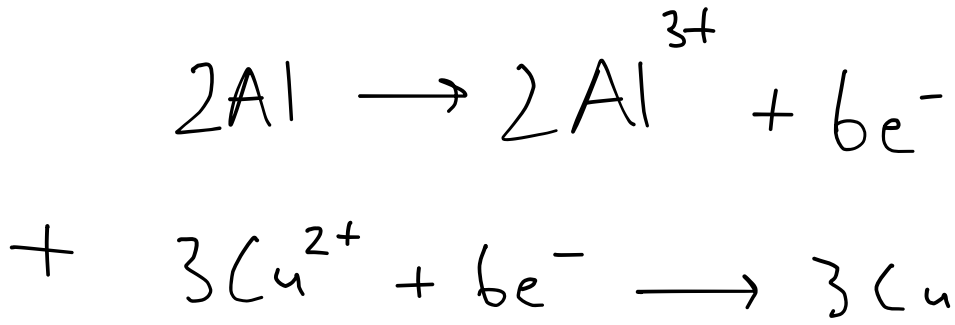 2Al → 2Al³⁺ + 6e⁻
+ 3Cu²⁺ + 6e⁻ → 3Cu